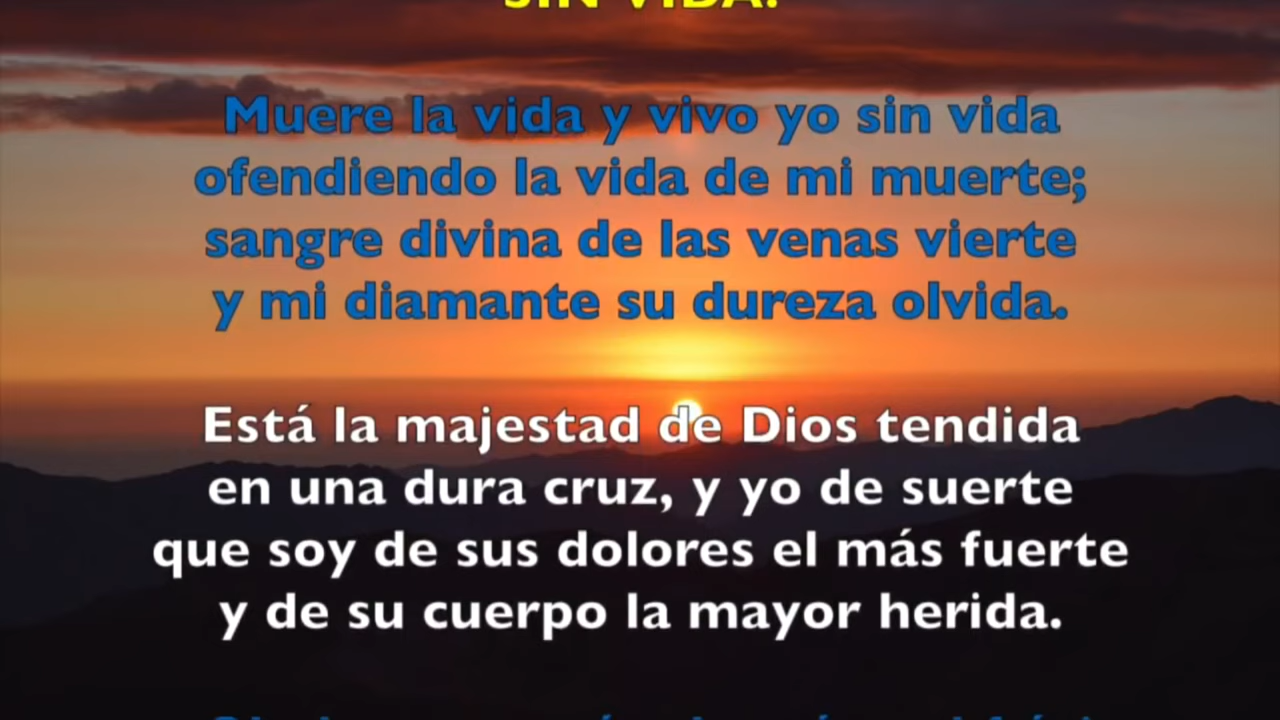 SIN VIDA.
Muere la vida y vivo yo sin vida
ofendiendo la vida de mi muerte;
sangre divina de las venas vierte
y mi diamante su dureza olvida.
Está la majestad de Dios tendida
en una dura cruz, y yo de suerte
que soy de sus dolores el más fuerte
y de su cuerpo la mayor herida.